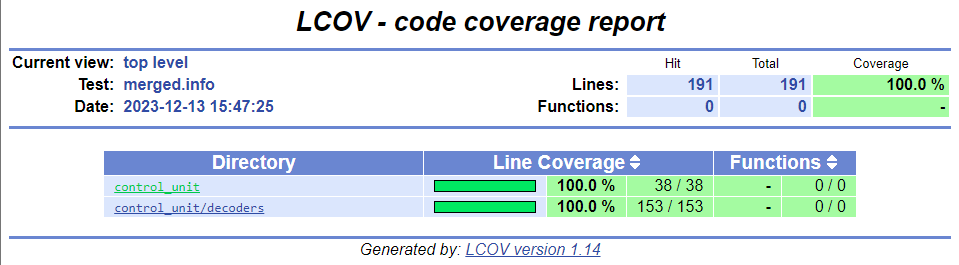 LCOV - code coverage report
Current view: top level Hit Total Coverage
Test: merged.info Lines: 191 191 100.0 %
Date: 2023-12-13 15:47:25 Functions: 0 0 -
Directory Line Coverage Functions
control_unit 100.0 % 38 / 38 - 0 / 0
control_unit/decoders 100.0 % 153 / 153 - 0 / 0
Generated by: LCOV version 1.14